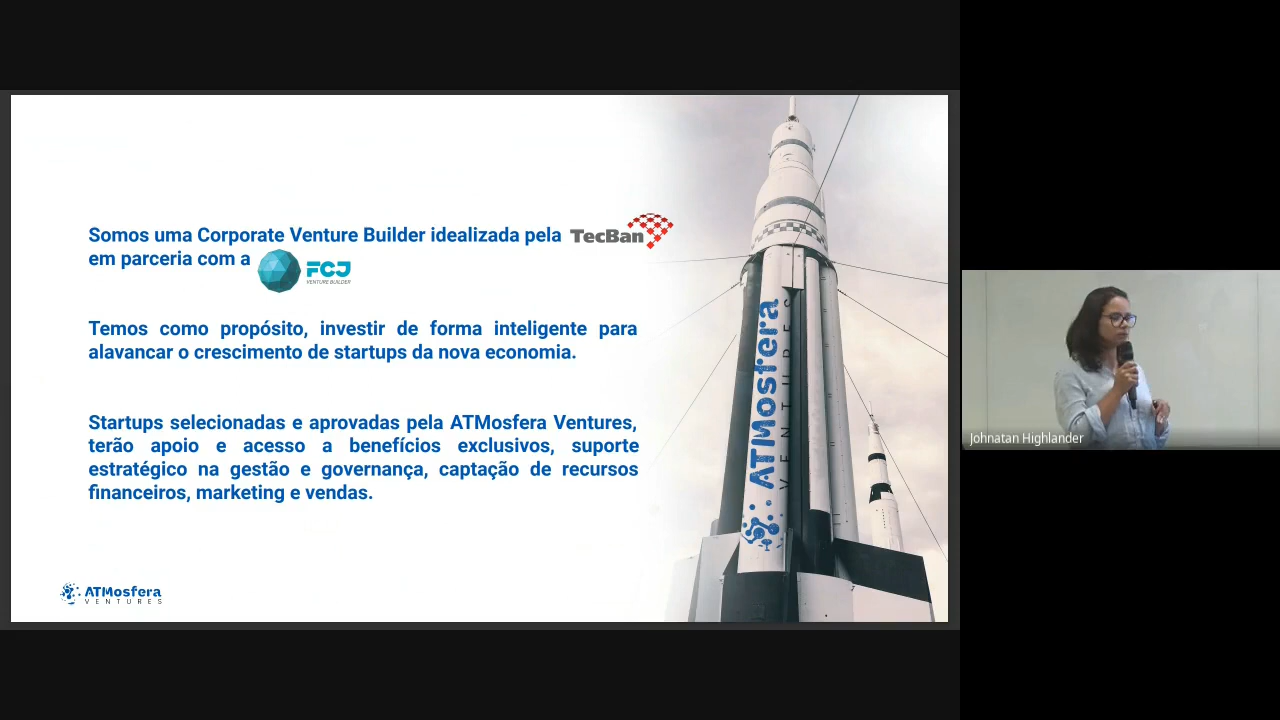 Somos uma Corporate Venture Builder idealizada pela TecBan
em parceria com a FCJ
VENTURE BUILDER
Temos como propósito, investir de forma inteligente para
alavancar o crescimento de startups da nova economia.
Startups selecionadas e aprovadas pela ATMosfera Ventures,
terão apoio e acesso a benefícios exclusivos, suporte
estratégico na gestão e governança, captação de recursos
financeiros, marketing e vendas.
ATMosfera
VENTURES
ATMosfera
VENTURES
Johnatan Highlander